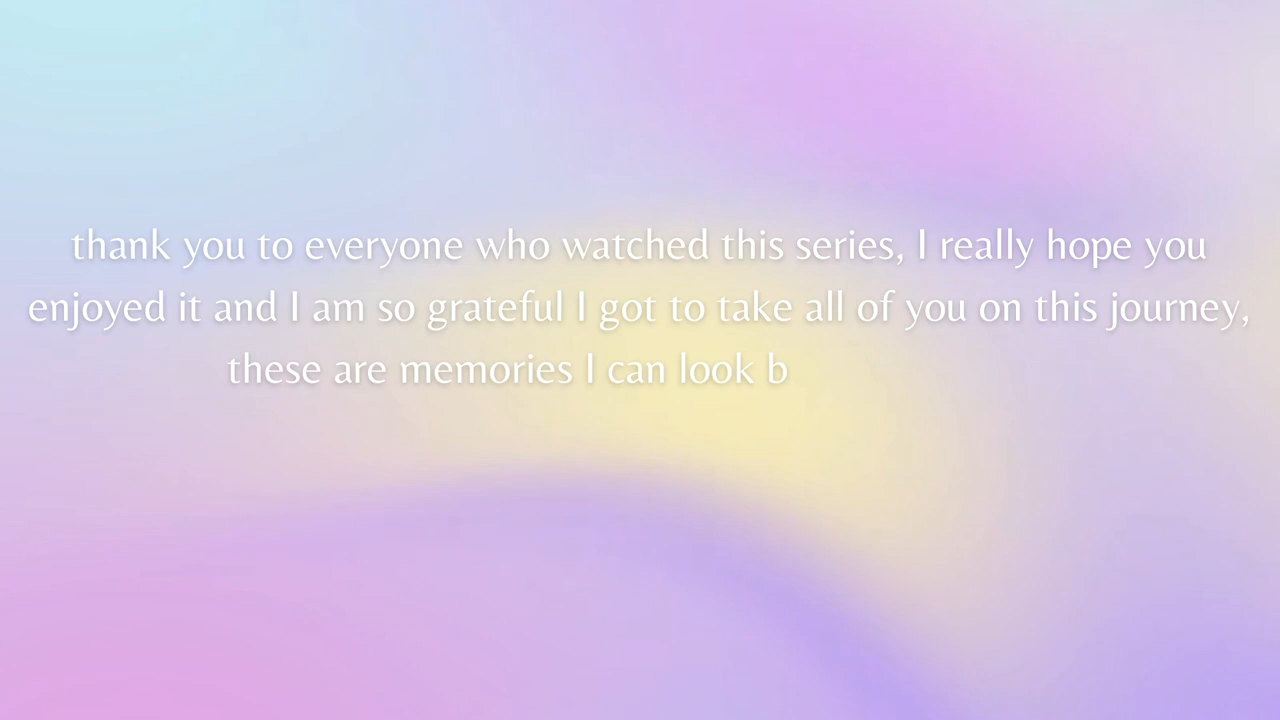 thank you to everyone who watched this series, I really hope you
enjoyed it and I am so grateful I got to take all of you on this journey,
these are memories I can look b